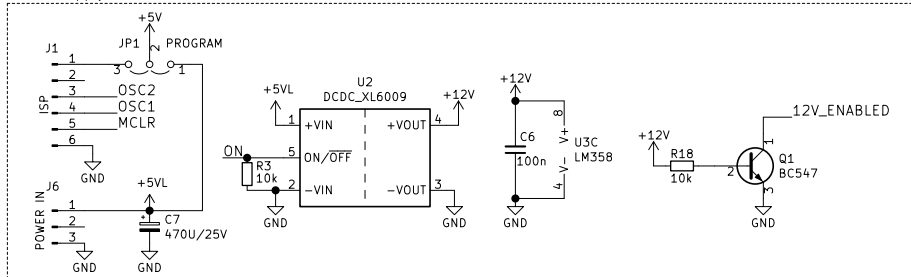 +5V
JP1
2
PROGRAM
J1
1
3
1
2
3
OSC2
4
OSC1
5
MCLR
6
ISP
GND
J6
+5VL
1
2
3
POWER IN
+
C7
470U/25V
GND
GND
U2
DCDC_XL6009
+5VL
+12V
1
+VIN
+VOUT
4
ON
5
ON/OFF
R3
10k
2
-VIN
-VOUT
3
GND
GND
+12V
8
V+
C6
100n
U3C
LM358
V-
4
GND
12V_ENABLED
+12V
R18
10k
1
2
Q1
BC547
3
GND